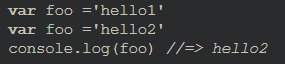 var foo ='hello1'
var foo ='hello2'
console.log(foo) //=> hello2